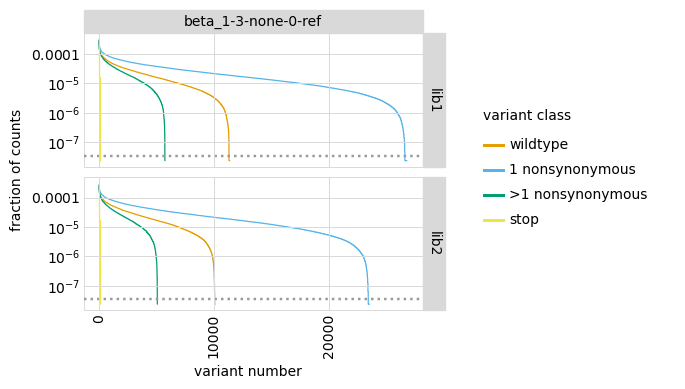 beta_1-3-none-0-ref
fraction of counts
0.0001
10^-5
10^-6
10^-7
lib1
0.0001
10^-5
10^-6
10^-7
lib2
0
10000
20000
variant number
variant class
wildtype
1 nonsynonymous
>1 nonsynonymous
stop